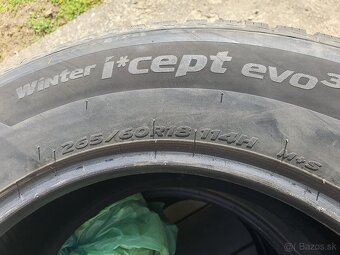 Winter i*cept evo3
265/60R18 114H M+S
Bazos.sk